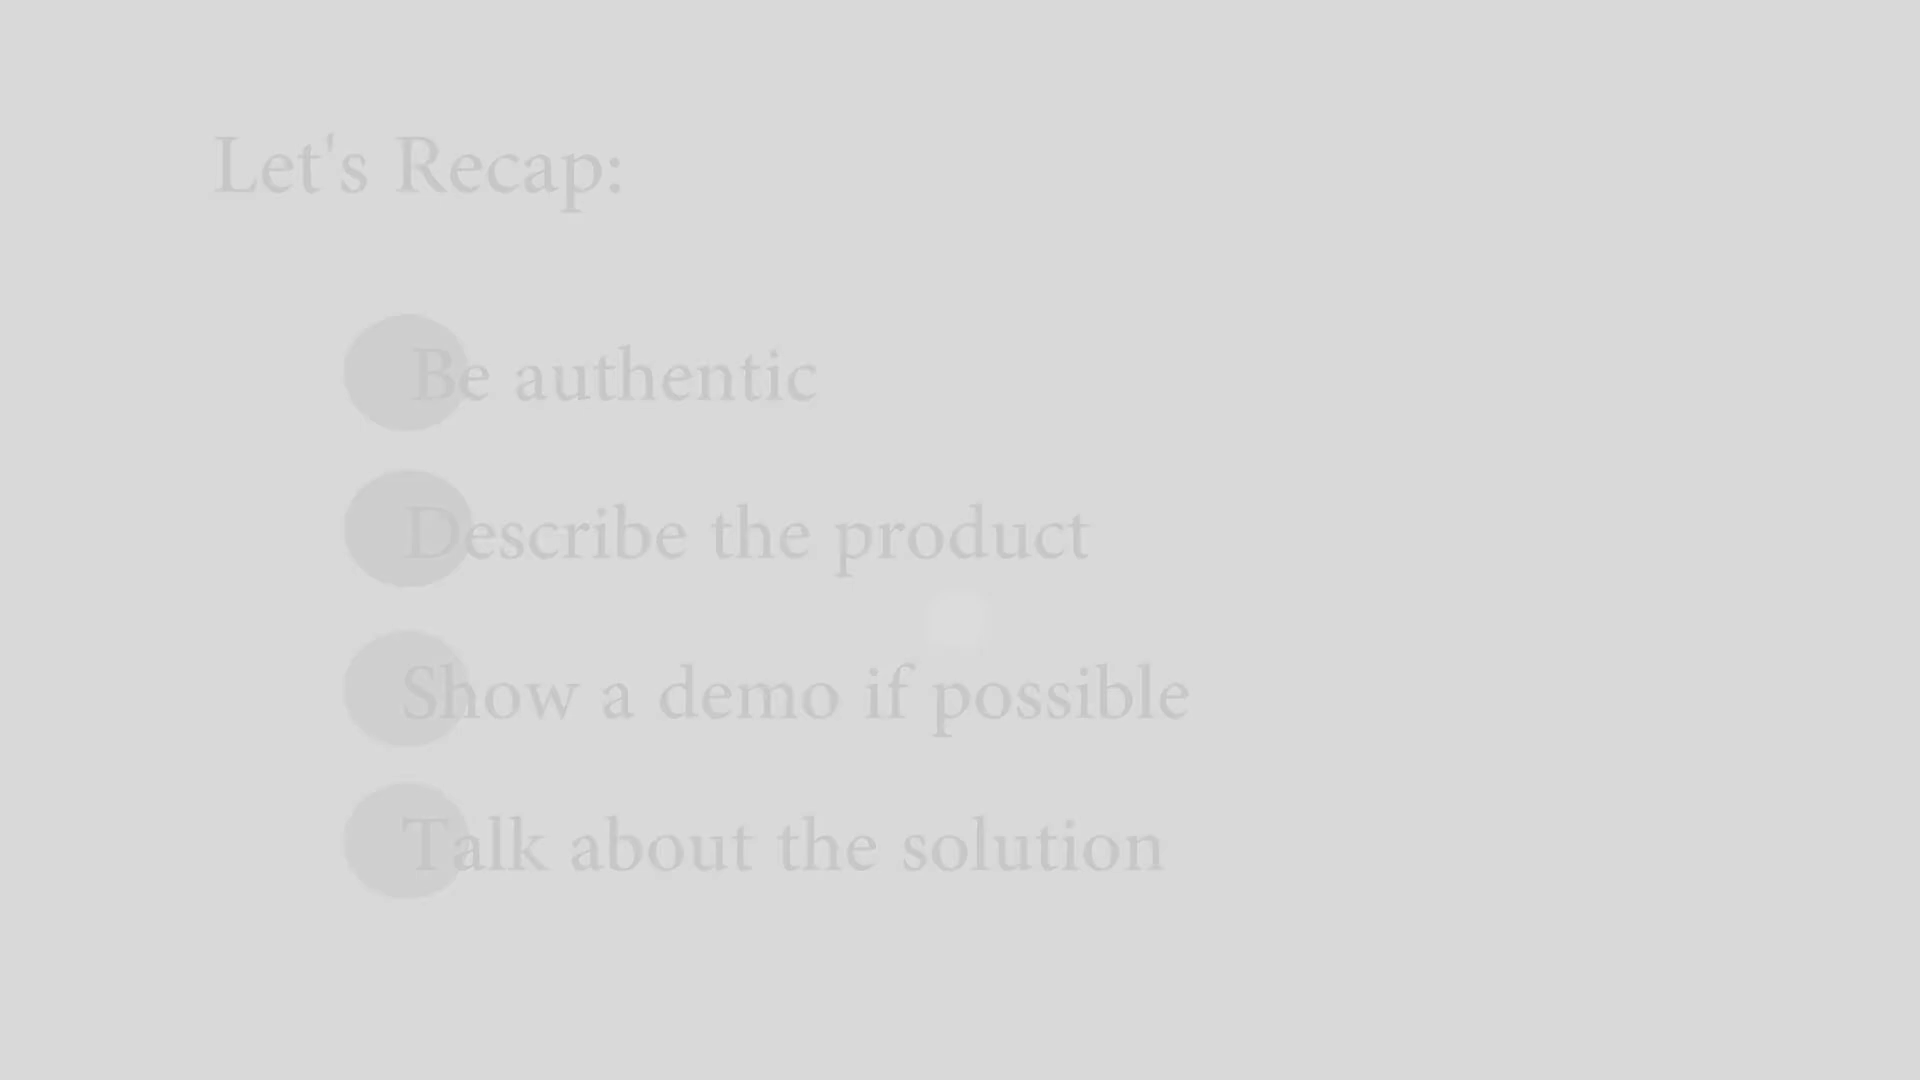 Let's Recap:
Be authentic
Describe the product
Show a demo if possible
Talk about the solution